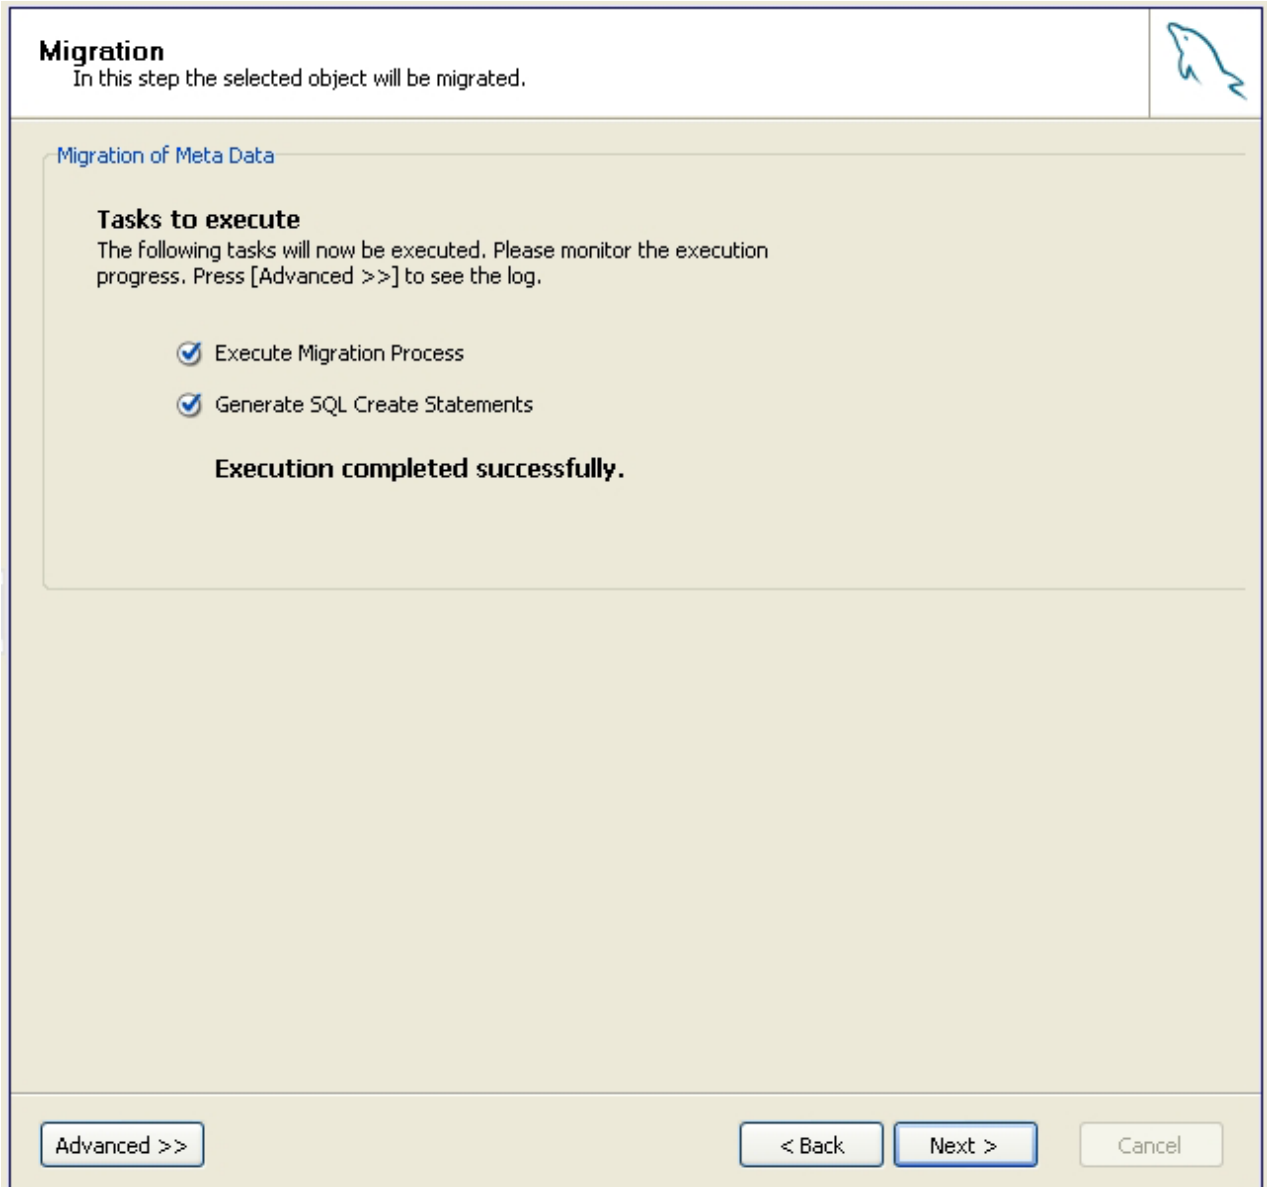 Migration
In this step the selected object will be migrated.
Migration of Meta Data
Tasks to execute
The following tasks will now be executed. Please monitor the execution
progress. Press [Advanced >>] to see the log.
Execute Migration Process
Generate SQL Create Statements
Execution completed successfully.
Advanced >>
< Back
Next >
Cancel